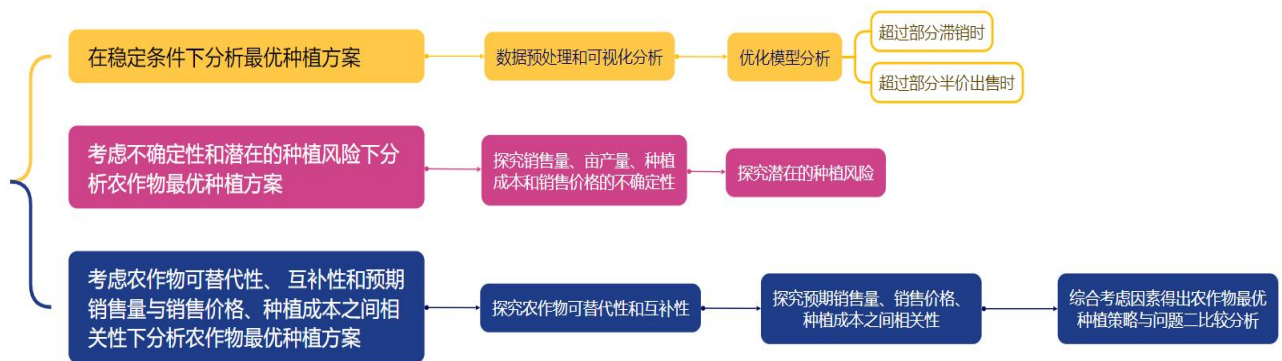 在稳定条件下分析最优种植方案
数据预处理和可视化分析
优化模型分析
超过部分滞销时
超过部分半价出售时
考虑不确定性和潜在的种植风险下分
析农作物最优种植方案
探究销售量、亩产量、种植
成本和销售价格的不确定性
探究潜在的种植风险
考虑农作物可替代性、 互补性和预期
销售量与销售价格、种植成本之间相
关性下分析农作物最优种植方案
探究农作物可替代性和互补性
探究预期销售量、销售价格、
种植成本之间相关性
综合考虑因素得出农作物最优
种植策略与问题二比较分析